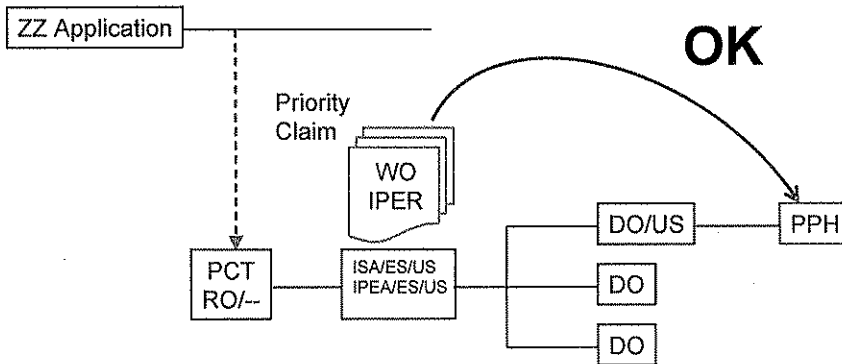 ZZ Application
OK
Priority
Claim
WO
IPER
DO/US
PPH
PCT
RO/--
ISA/ES/US
IPEA/ES/US
DO
DO